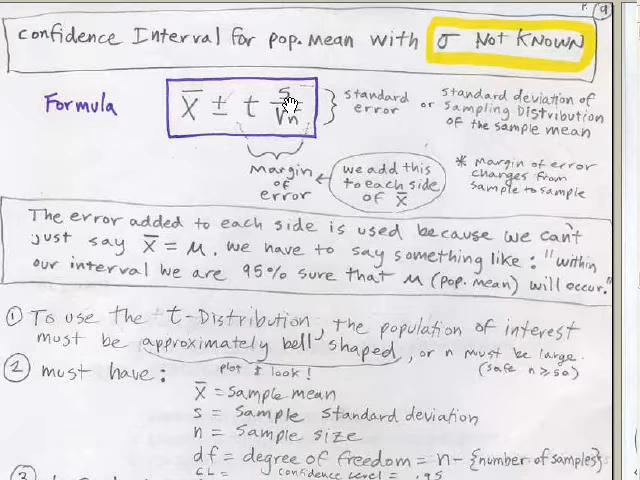 P. 9
Confidence Interval for pop. Mean with σ Not KNOWN
Formula
X̄ ± t s/√n
} standard error or standard deviation of Sampling Distribution of the sample mean
Margin of error ← we add this to each side of X̄
* margin of error changes from sample to sample
The error added to each side is used because we can't
just say X̄ = μ. we have to say something like: "within
our interval we are 95% sure that μ (pop. mean) will occur."
① To use the t-Distribution, the population of interest
must be approximately bell shaped, or n must be large.
plot & look!
(safe n ≥ 50)
② must have:
X̄ = Sample mean
s = Sample standard deviation
n = Sample size
df = degree of freedom = n - {number of samples}
CL = confidence level = .95
③